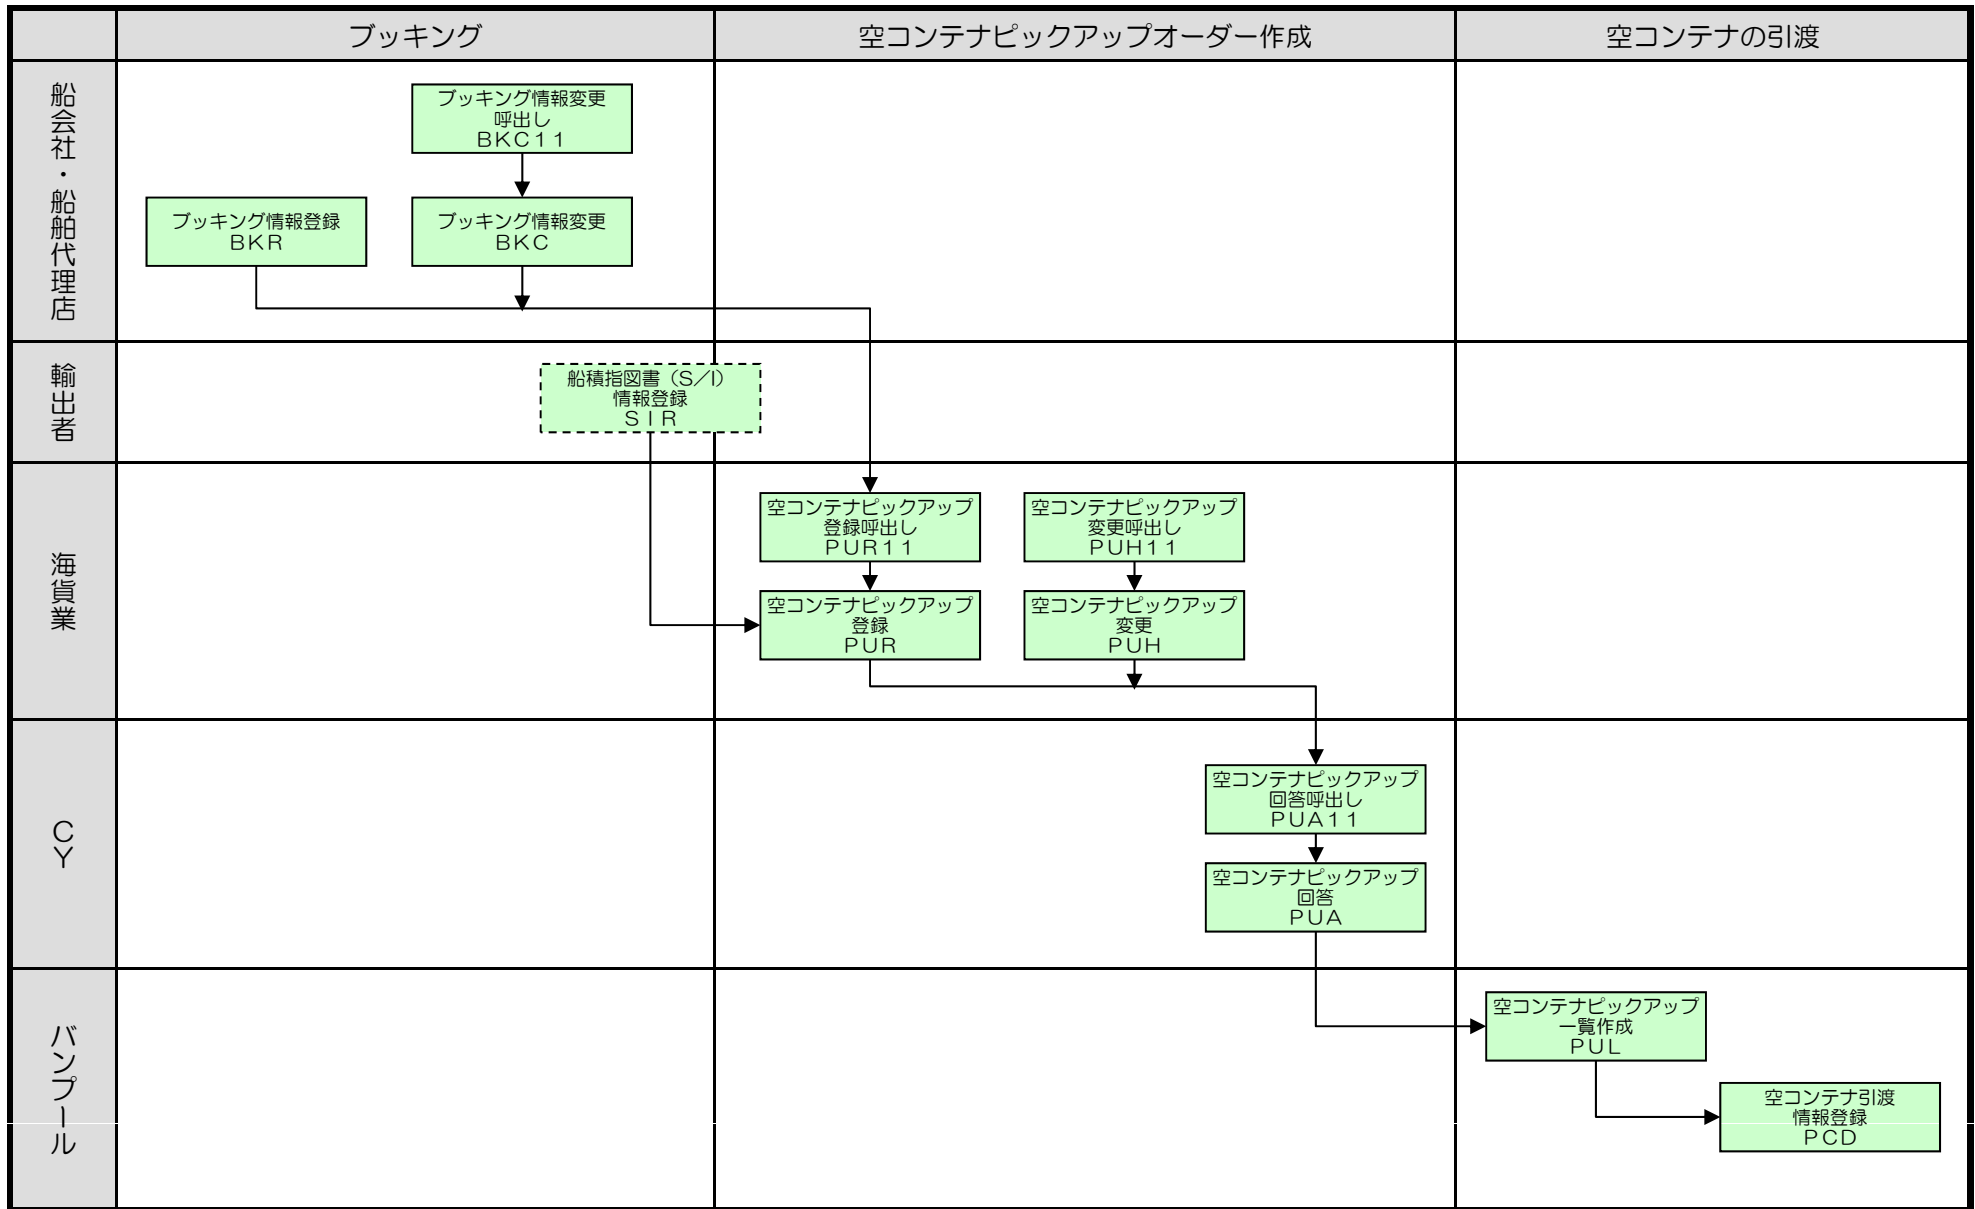 ブッキング
空コンテナピックアップオーダー作成
空コンテナの引渡
船会社・船舶代理店
ブッキング情報変更
呼出し
ＢＫＣ１１
ブッキング情報登録
ＢＫＲ
ブッキング情報変更
ＢＫＣ
輸出者
船積指図書（Ｓ／Ｉ）
情報登録
ＳＩＲ
海貨業
空コンテナピックアップ
登録呼出し
ＰＵＲ１１
空コンテナピックアップ
変更呼出し
ＰＵＨ１１
空コンテナピックアップ
登録
ＰＵＲ
空コンテナピックアップ
変更
ＰＵＨ
ＣＹ
空コンテナピックアップ
回答呼出し
ＰＵＡ１１
空コンテナピックアップ
回答
ＰＵＡ
バンプール
空コンテナピックアップ
一覧作成
ＰＵＬ
空コンテナ引渡
情報登録
ＰＣＤ